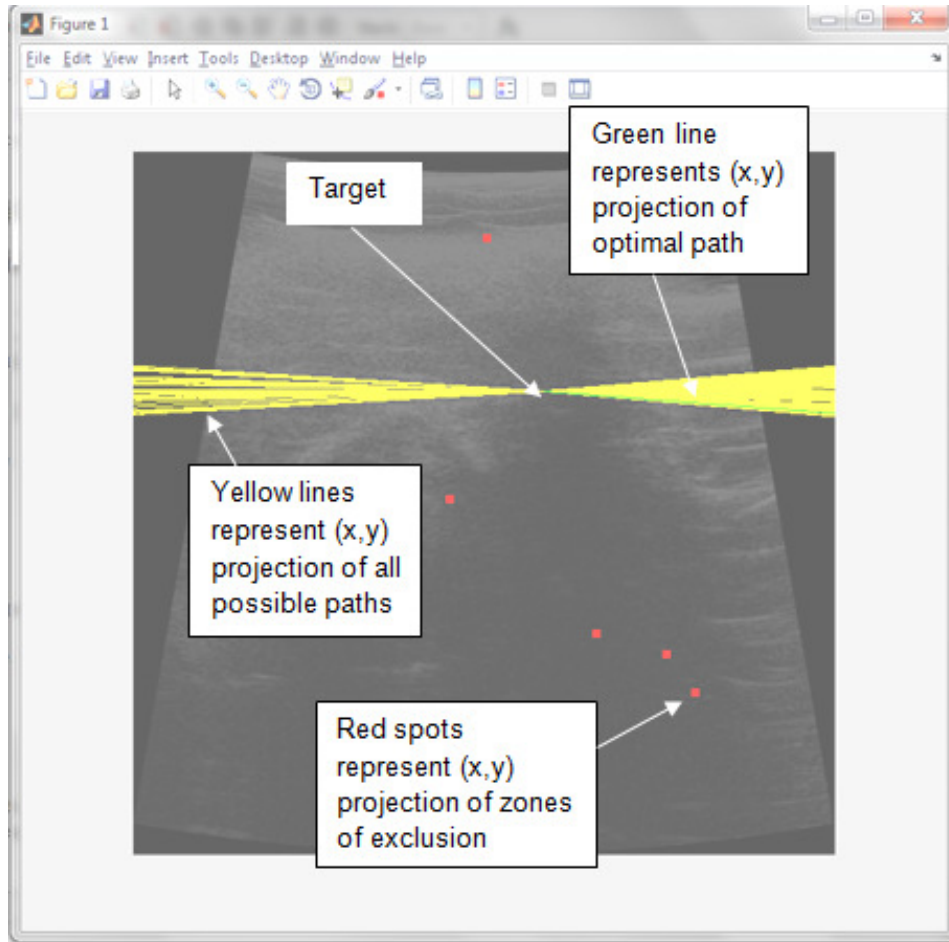 Figure 1
File Edit View Insert Tools Desktop Window Help
Green line
represents (x,y)
projection of
optimal path
Target
Yellow lines
represent (x,y)
projection of all
possible paths
Red spots
represent (x,y)
projection of zones
of exclusion